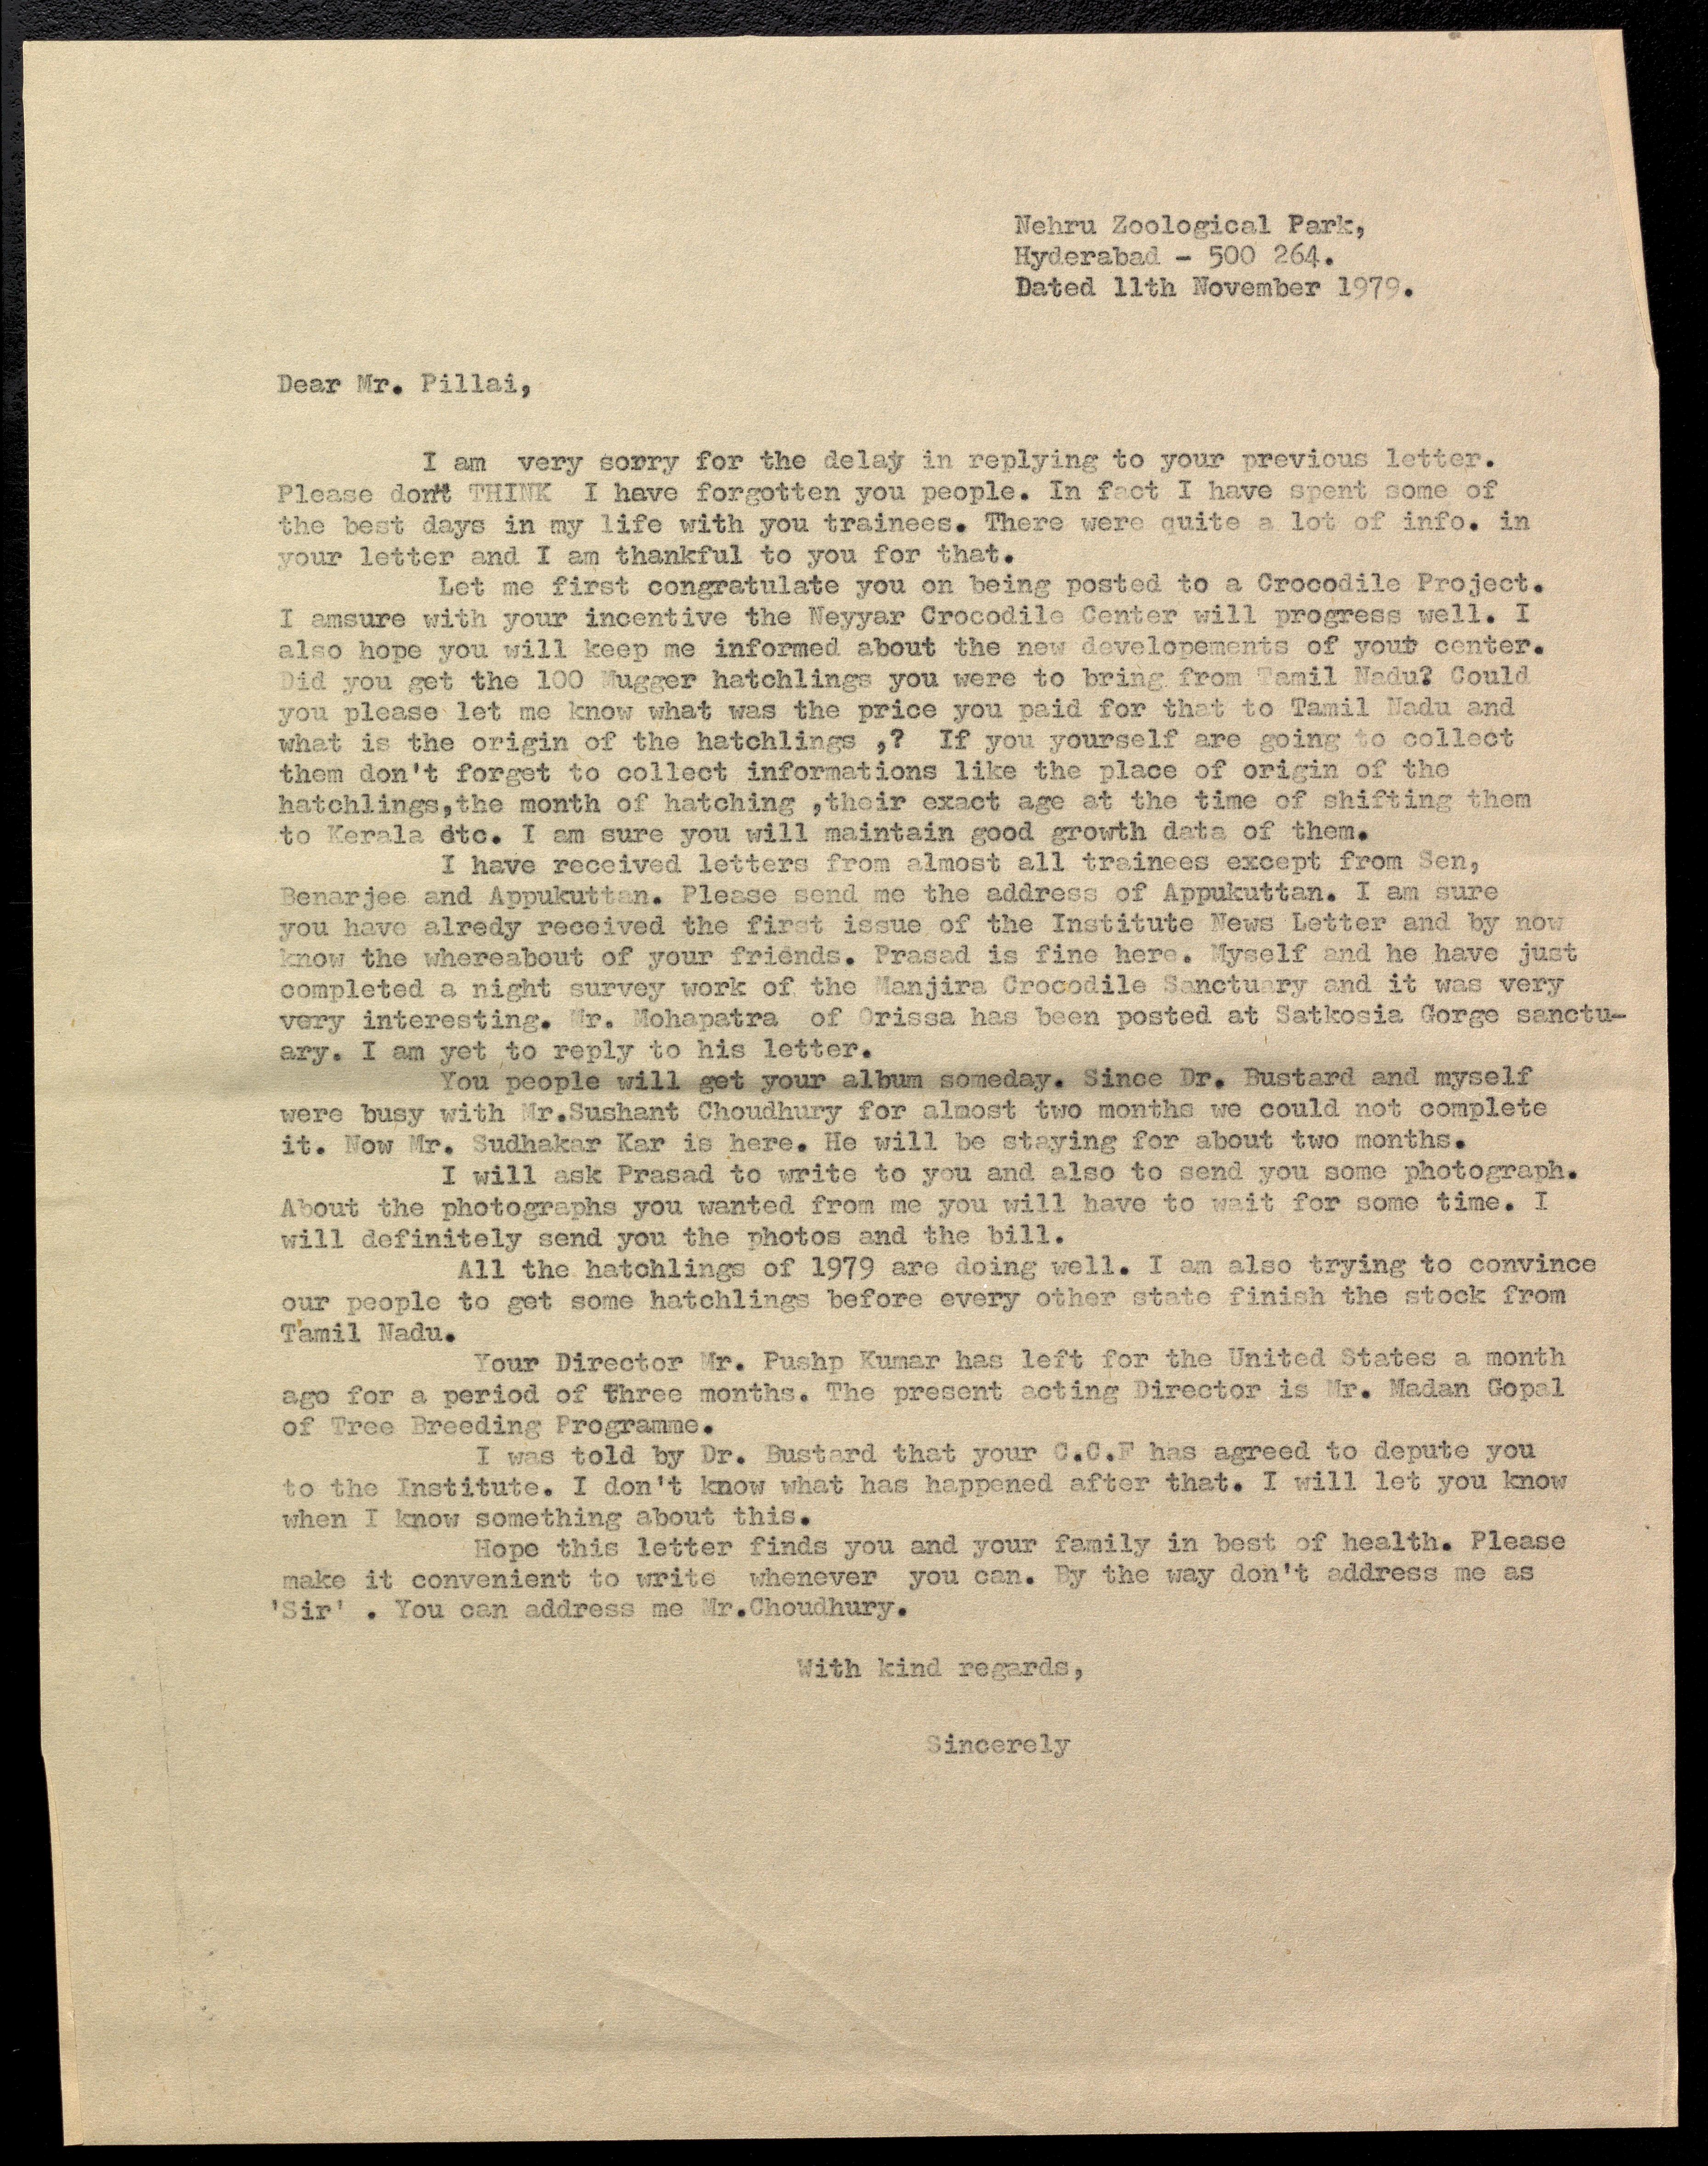 Nehru Zoological Park,
Hyderabad - 500 264.
Dated 11th November 1979.
Dear Mr. Pillai,
I am very sorry for the delay in replying to your previous letter.
Please don't THINK I have forgotten you people. In fact I have spent some of
the best days in my life with you trainees. There were quite a lot of info. in
your letter and I am thankful to you for that.
Let me first congratulate you on being posted to a Crocodile Project.
I amsure with your incentive the Neyyar Crocodile Center will progress well. I
also hope you will keep me informed about the new developements of your center.
Did you get the 100 Mugger hatchlings you were to bring from Tamil Nadu? Could
you please let me know what was the price you paid for that to Tamil Nadu and
what is the origin of the hatchlings ,? If you yourself are going to collect
them don't forget to collect informations like the place of origin of the
hatchlings,the month of hatching ,their exact age at the time of shifting them
to Kerala etc. I am sure you will maintain good growth data of them.
I have received letters from almost all trainees except from Sen,
Benarjee and Appukuttan. Please send me the address of Appukuttan. I am sure
you have alredy received the first issue of the Institute News Letter and by now
know the whereabout of your friends. Prasad is fine here. Myself and he have just
completed a night survey work of the Manjira Crocodile Sanctuary and it was very
very interesting. Mr. Mohapatra of Orissa has been posted at Satkosia Gorge sanctu-
ary. I am yet to reply to his letter.
You people will get your album someday. Since Dr. Bustard and myself
were busy with Mr.Sushant Choudhury for almost two months we could not complete
it. Now Mr. Sudhakar Kar is here. He will be staying for about two months.
I will ask Prasad to write to you and also to send you some photograph.
About the photographs you wanted from me you will have to wait for some time. I
will definitely send you the photos and the bill.
All the hatchlings of 1979 are doing well. I am also trying to convince
our people to get some hatchlings before every other state finish the stock from
Tamil Nadu.
Your Director Mr. Pushp Kumar has left for the United States a month
ago for a period of three months. The present acting Director is Mr. Madan Gopal
of Tree Breeding Programme.
I was told by Dr. Bustard that your C.C.F has agreed to depute you
to the Institute. I don't know what has happened after that. I will let you know
when I know something about this.
Hope this letter finds you and your family in best of health. Please
make it convenient to write whenever you can. By the way don't address me as
'Sir' . You can address me Mr.Choudhury.
With kind regards,
Sincerely